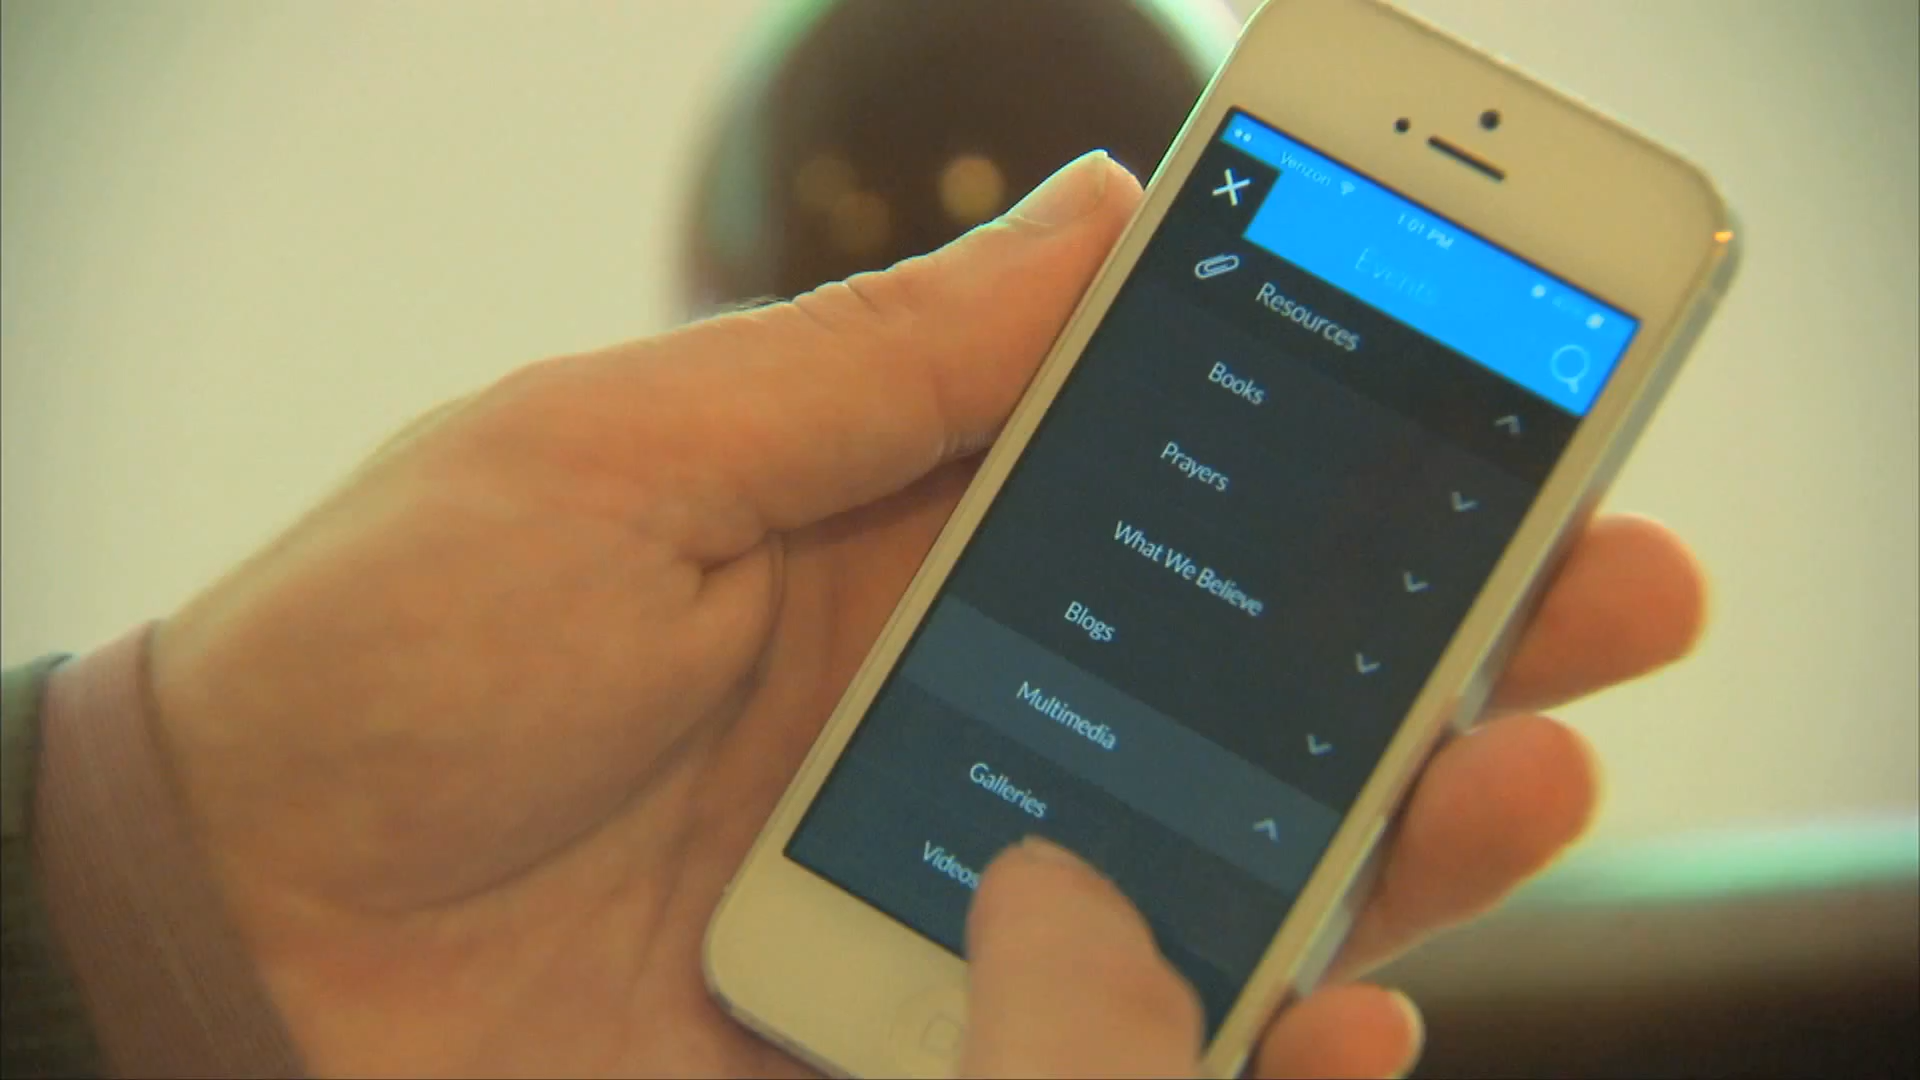 Verizon
1:01 PM
Events
Resources
Books
Prayers
What We Believe
Blogs
Multimedia
Galleries
Videos